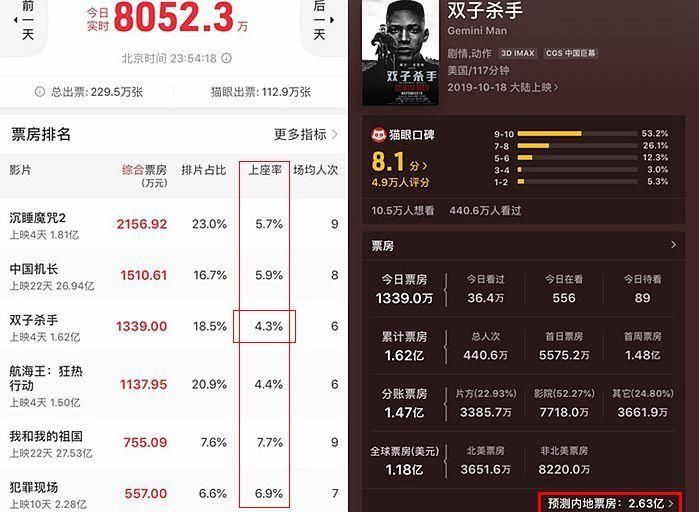 前一天
今日实时 8052.3 万
后一天
北京时间 23:54:18
总出票: 229.5万张
猫眼出票: 112.9万张
票房排名
更多指标
影片
综合票房
(万元)
排片占比
上座率
场均人次
沉睡魔咒2
2156.92 23.0% 5.7% 9
上映4天 1.81亿
中国机长
1510.61 16.7% 5.9% 8
上映22天 26.94亿
双子杀手
1339.00 18.5% 4.3% 6
上映4天 1.62亿
航海王：狂热
行动
1137.95 20.9% 4.4% 6
上映4天 1.50亿
我和我的祖国
755.09 7.6% 7.7% 9
上映22天 27.53亿
犯罪现场
557.00 6.6% 6.9% 7
上映10天 2.28亿
双子杀手
GEMINI MAN
双子杀手
Gemini Man
剧情,动作 3D IMAX CGS 中国巨幕
美国/117分钟
2019-10-18 大陆上映
猫眼口碑
8.1分
4.9万人评分
9-10 53.2%
7-8 26.1%
5-6 12.3%
3-4 3.0%
1-2 5.3%
10.5万人想看 440.6万人看过
票房
今日票房 今日看过 今日在看 今日待看
1339.0万 36.4万 556 89
累计票房 总人次 首日票房 首周票房
1.62亿 440.6万 5575.2万 1.48亿
分账票房 片方(22.93%) 影院(52.27%) 其它(24.80%)
1.47亿 3385.7万 7718.0万 3661.9万
全球票房(美元) 北美票房 非北美票房
1.18亿 3651.6万 8220.0万
预测内地票房：2.63亿